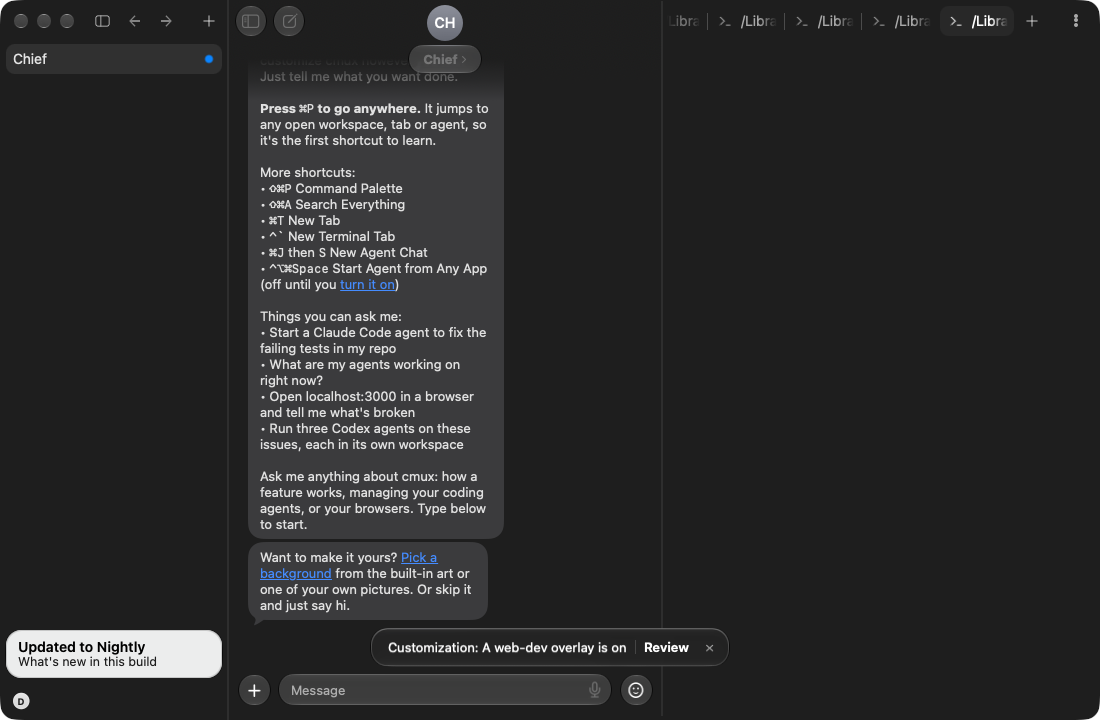 Chief
CH
Chief
Just tell me what you want done.
Press ⌘P to go anywhere. It jumps to
any open workspace, tab or agent, so
it's the first shortcut to learn.
More shortcuts:
• ⇧⌘P Command Palette
• ⇧⌘A Search Everything
• ⌘T New Tab
• ^` New Terminal Tab
• ⌘J then S New Agent Chat
• ^⌥⌘Space Start Agent from Any App
(off until you turn it on)
Things you can ask me:
• Start a Claude Code agent to fix the
failing tests in my repo
• What are my agents working on
right now?
• Open localhost:3000 in a browser
and tell me what's broken
• Run three Codex agents on these
issues, each in its own workspace
Ask me anything about cmux: how a
feature works, managing your coding
agents, or your browsers. Type below
to start.
Want to make it yours? Pick a
background from the built-in art or
one of your own pictures. Or skip it
and just say hi.
Customization: A web-dev overlay is on Review
Message
/Libra /Libra /Libra /Libra
Updated to Nightly
What's new in this build
D